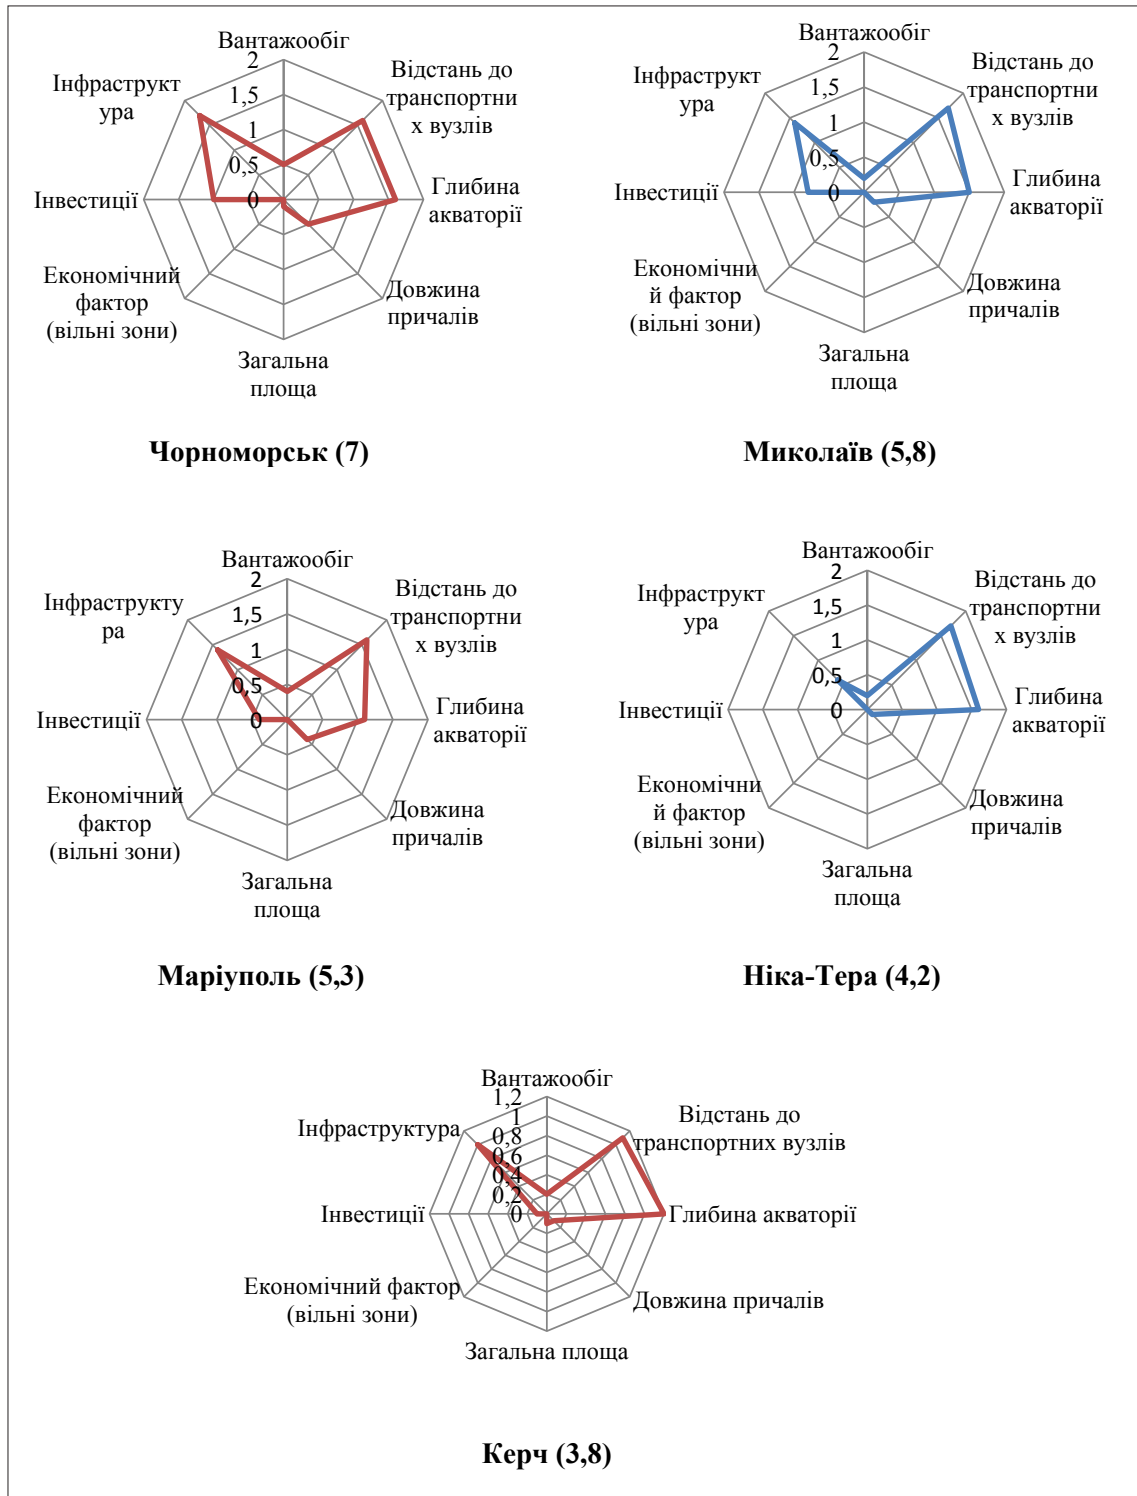 Вантажообіг
2
1,5
1
0,5
0
Відстань до
транспортни
х вузлів
Глибина
акваторії
Довжина
причалів
Загальна
площа
Економічний
фактор
(вільні зони)
Інвестиції
Інфраструкт
ура
Чорноморськ (7)
Вантажообіг
2
1,5
1
0,5
0
Відстань до
транспортни
х вузлів
Глибина
акваторії
Довжина
причалів
Загальна
площа
Економічни
й фактор
(вільні зони)
Інвестиції
Інфраструкт
ура
Миколаїв (5,8)
Вантажообіг
2
1,5
1
0,5
0
Відстань до
транспортни
х вузлів
Глибина
акваторії
Довжина
причалів
Загальна
площа
Економічний
фактор
(вільні зони)
Інвестиції
Інфраструкту
ра
Маріуполь (5,3)
Вантажообіг
2
1,5
1
0,5
0
Відстань до
транспортни
х вузлів
Глибина
акваторії
Довжина
причалів
Загальна
площа
Економічни
й фактор
(вільні зони)
Інвестиції
Інфраструкт
ура
Ніка-Тера (4,2)
Вантажообіг
1,2
1
0,8
0,6
0,4
0,2
0
Відстань до
транспортних вузлів
Глибина акваторії
Довжина причалів
Загальна площа
Економічний фактор
(вільні зони)
Інвестиції
Інфраструктура
Керч (3,8)